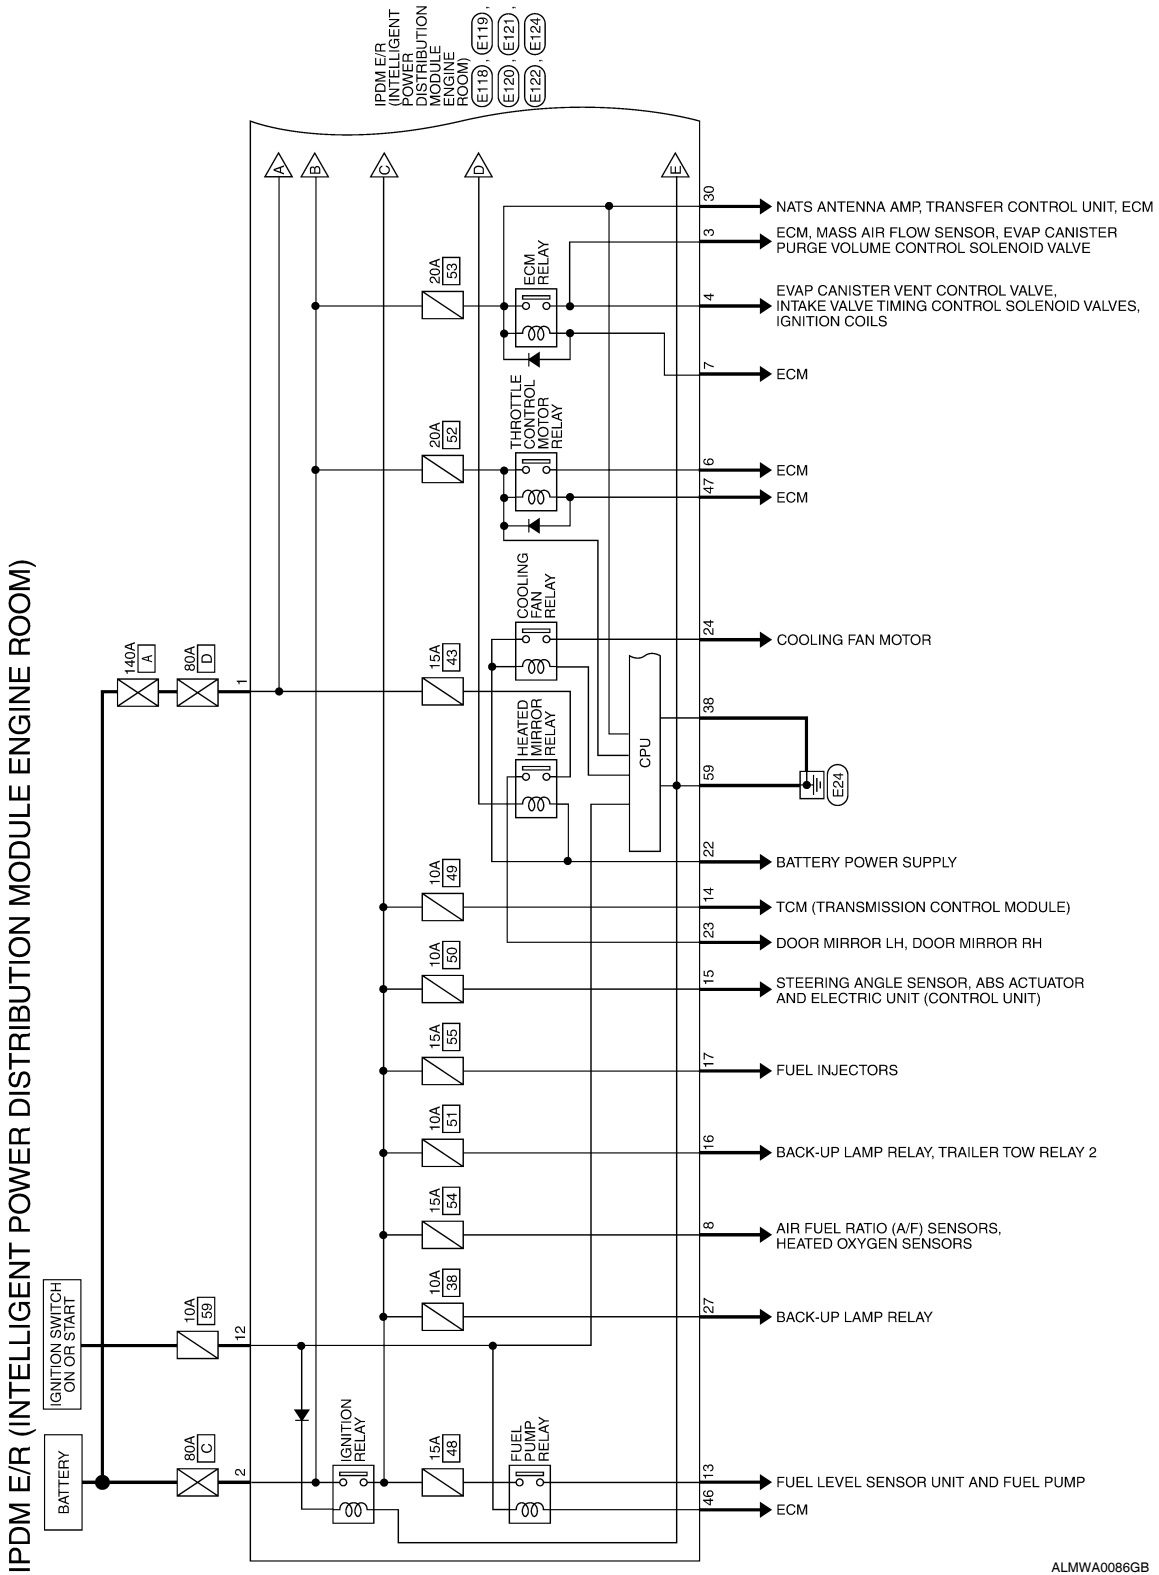 IPDM E/R (INTELLIGENT POWER DISTRIBUTION MODULE ENGINE ROOM)
IPDM E/R
(INTELLIGENT
POWER
DISTRIBUTION
MODULE
ENGINE
ROOM)
E118 , E119 ,
E120 , E121 ,
E122 , E124
A
B
C
D
E
30
NATS ANTENNA AMP, TRANSFER CONTROL UNIT, ECM
3
ECM, MASS AIR FLOW SENSOR, EVAP CANISTER
PURGE VOLUME CONTROL SOLENOID VALVE
20A
53
ECM
RELAY
4
EVAP CANISTER VENT CONTROL VALVE,
INTAKE VALVE TIMING CONTROL SOLENOID VALVES,
IGNITION COILS
7
ECM
20A
52
THROTTLE
CONTROL
MOTOR
RELAY
6
ECM
47
ECM
COOLING
FAN
RELAY
24
COOLING FAN MOTOR
140A
A
80A
D
1
15A
43
HEATED
MIRROR
RELAY
CPU
38
59
E24
22
BATTERY POWER SUPPLY
10A
49
14
TCM (TRANSMISSION CONTROL MODULE)
23
DOOR MIRROR LH, DOOR MIRROR RH
10A
50
15
STEERING ANGLE SENSOR, ABS ACTUATOR
AND ELECTRIC UNIT (CONTROL UNIT)
15A
55
17
FUEL INJECTORS
10A
51
16
BACK-UP LAMP RELAY, TRAILER TOW RELAY 2
15A
54
8
AIR FUEL RATIO (A/F) SENSORS,
HEATED OXYGEN SENSORS
10A
38
27
BACK-UP LAMP RELAY
IGNITION SWITCH
ON OR START
10A
59
12
BATTERY
80A
C
2
IGNITION
RELAY
15A
48
FUEL
PUMP
RELAY
13
FUEL LEVEL SENSOR UNIT AND FUEL PUMP
46
ECM
ALMWA0086GB